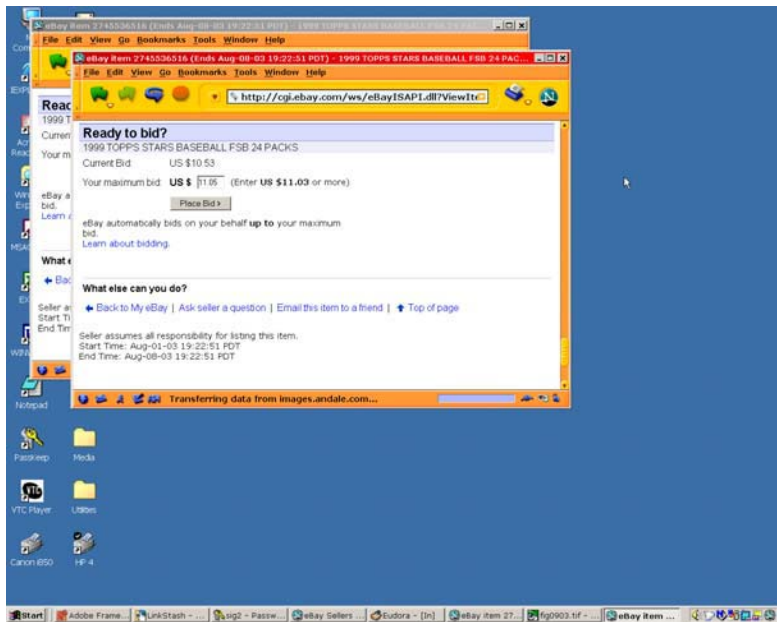 eBay item 2745536516 (Ends Aug-08-03 19:22:51 PDT) - 1999 TOPPS STARS BASEBALL FSB 24 PAC
File Edit View Go Bookmarks Tools Window Help
eBay item 2745536516 (Ends Aug-08-03 19:22:51 PDT) - 1999 TOPPS STARS BASEBALL FSB 24 PAC...
File Edit View Go Bookmarks Tools Window Help
http://cgi.ebay.com/ws/eBayISAPI.dll?ViewIte
Read
1999 T
Curren
Your m
eBay a
bid.
Learn a
What e
Bac
Seller a
Start Ti
End Tim
Ready to bid?
1999 TOPPS STARS BASEBALL FSB 24 PACKS
Current Bid: US $10.53
Your maximum bid: US $ 11.05 (Enter US $11.03 or more)
Place Bid >
eBay automatically bids on your behalf up to your maximum
bid.
Learn about bidding.
What else can you do?
Back to My eBay | Ask seller a question | Email this item to a friend | Top of page
Seller assumes all responsibility for listing this item.
Start Time: Aug-01-03 19:22:51 PDT
End Time: Aug-08-03 19:22:51 PDT
Transferring data from images.andale.com...
Notepad
Passkeep Media
VTC Player Utilities
Canon i850 HP 4
Start Adobe Frame... LinkStash - ... sig2 - Passw... eBay Sellers ... Eudora - [In] eBay item 27... fig0903.tif - ... eBay item ...